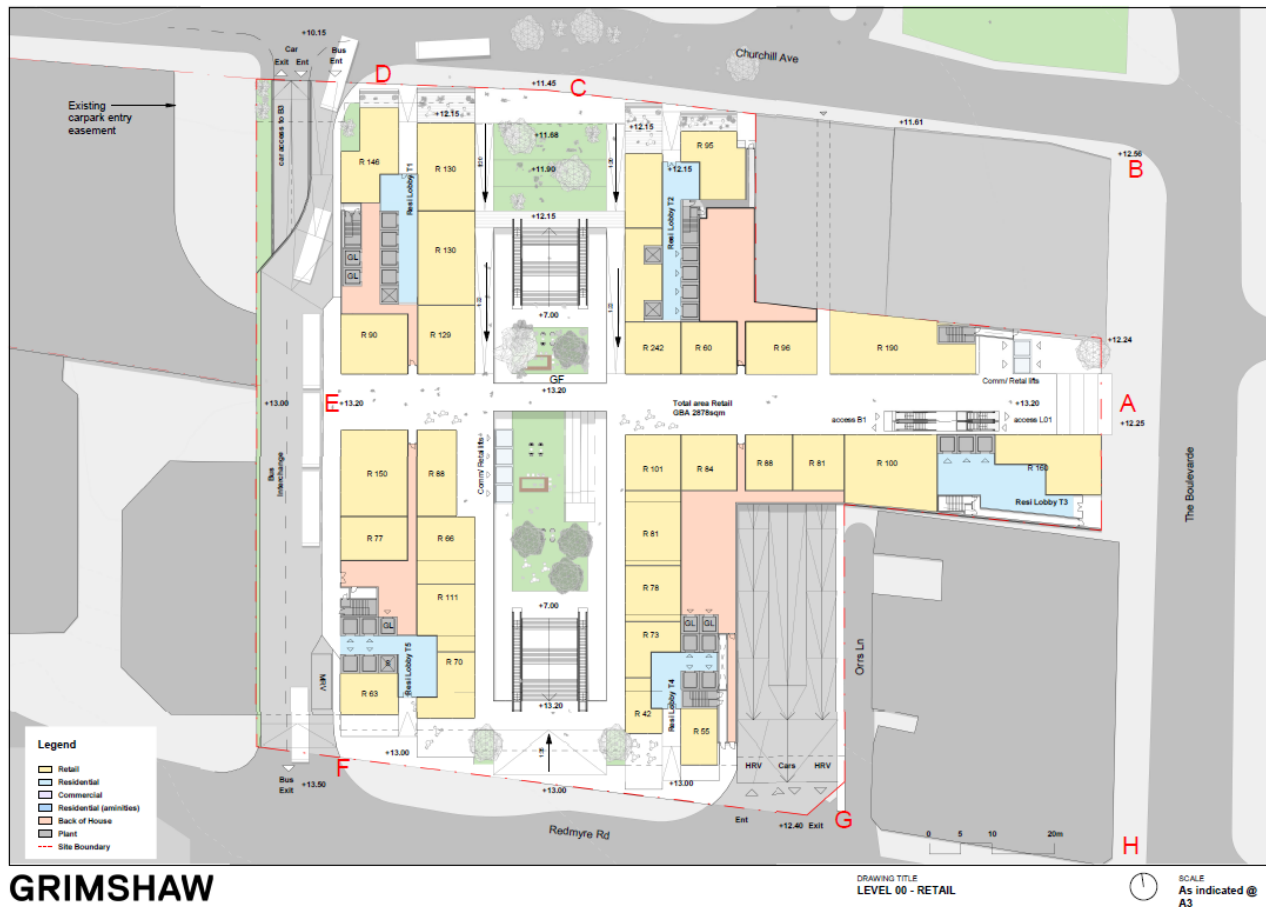 +10.15
Car
Exit Ent
Bus
Ent
D
C
Churchill Ave
+11.45
Existing
carpark entry
easement
car access to B3
+12.15
+12.15
+11.61
+11.68
+11.90
+12.15
+12.56
B
R 146
R 130
R 95
+12.15
Resi Lobby T1
Resi Lobby T2
R 130
GL
GL
+7.00
R 90
R 129
R 242
R 60
R 96
R 190
+12.24
GF
+13.20
Comm/ Retal lifts
+13.00
E
+13.20
Total area Retail
GBA 2878sqm
access B1
+13.20
access L01
A
+12.25
Bus
Interchange
R 150
R 88
Comm/ Retal lifts
R 101
R 84
R 88
R 81
R 100
R 160
Resi Lobby T3
The Boulevarde
R 77
R 66
R 81
R 78
R 111
+7.00
GL
GL
GL
R 73
Orrs Ln
MRV
Resi Lobby T5
R 70
R 63
+13.20
Resi Lobby T4
R 42
R 55
+13.00
F
Bus
Exit
+13.50
+13.00
+13.00
HRV
Cars
HRV
Ent
+12.40 Exit
G
Redmyre Rd
0 5 10 20m
H
Legend
Retail
Residential
Commercial
Residential (aminities)
Back of House
Plant
Site Boundary
GRIMSHAW
DRAWING TITLE
LEVEL 00 - RETAIL
SCALE
As indicated @
A3